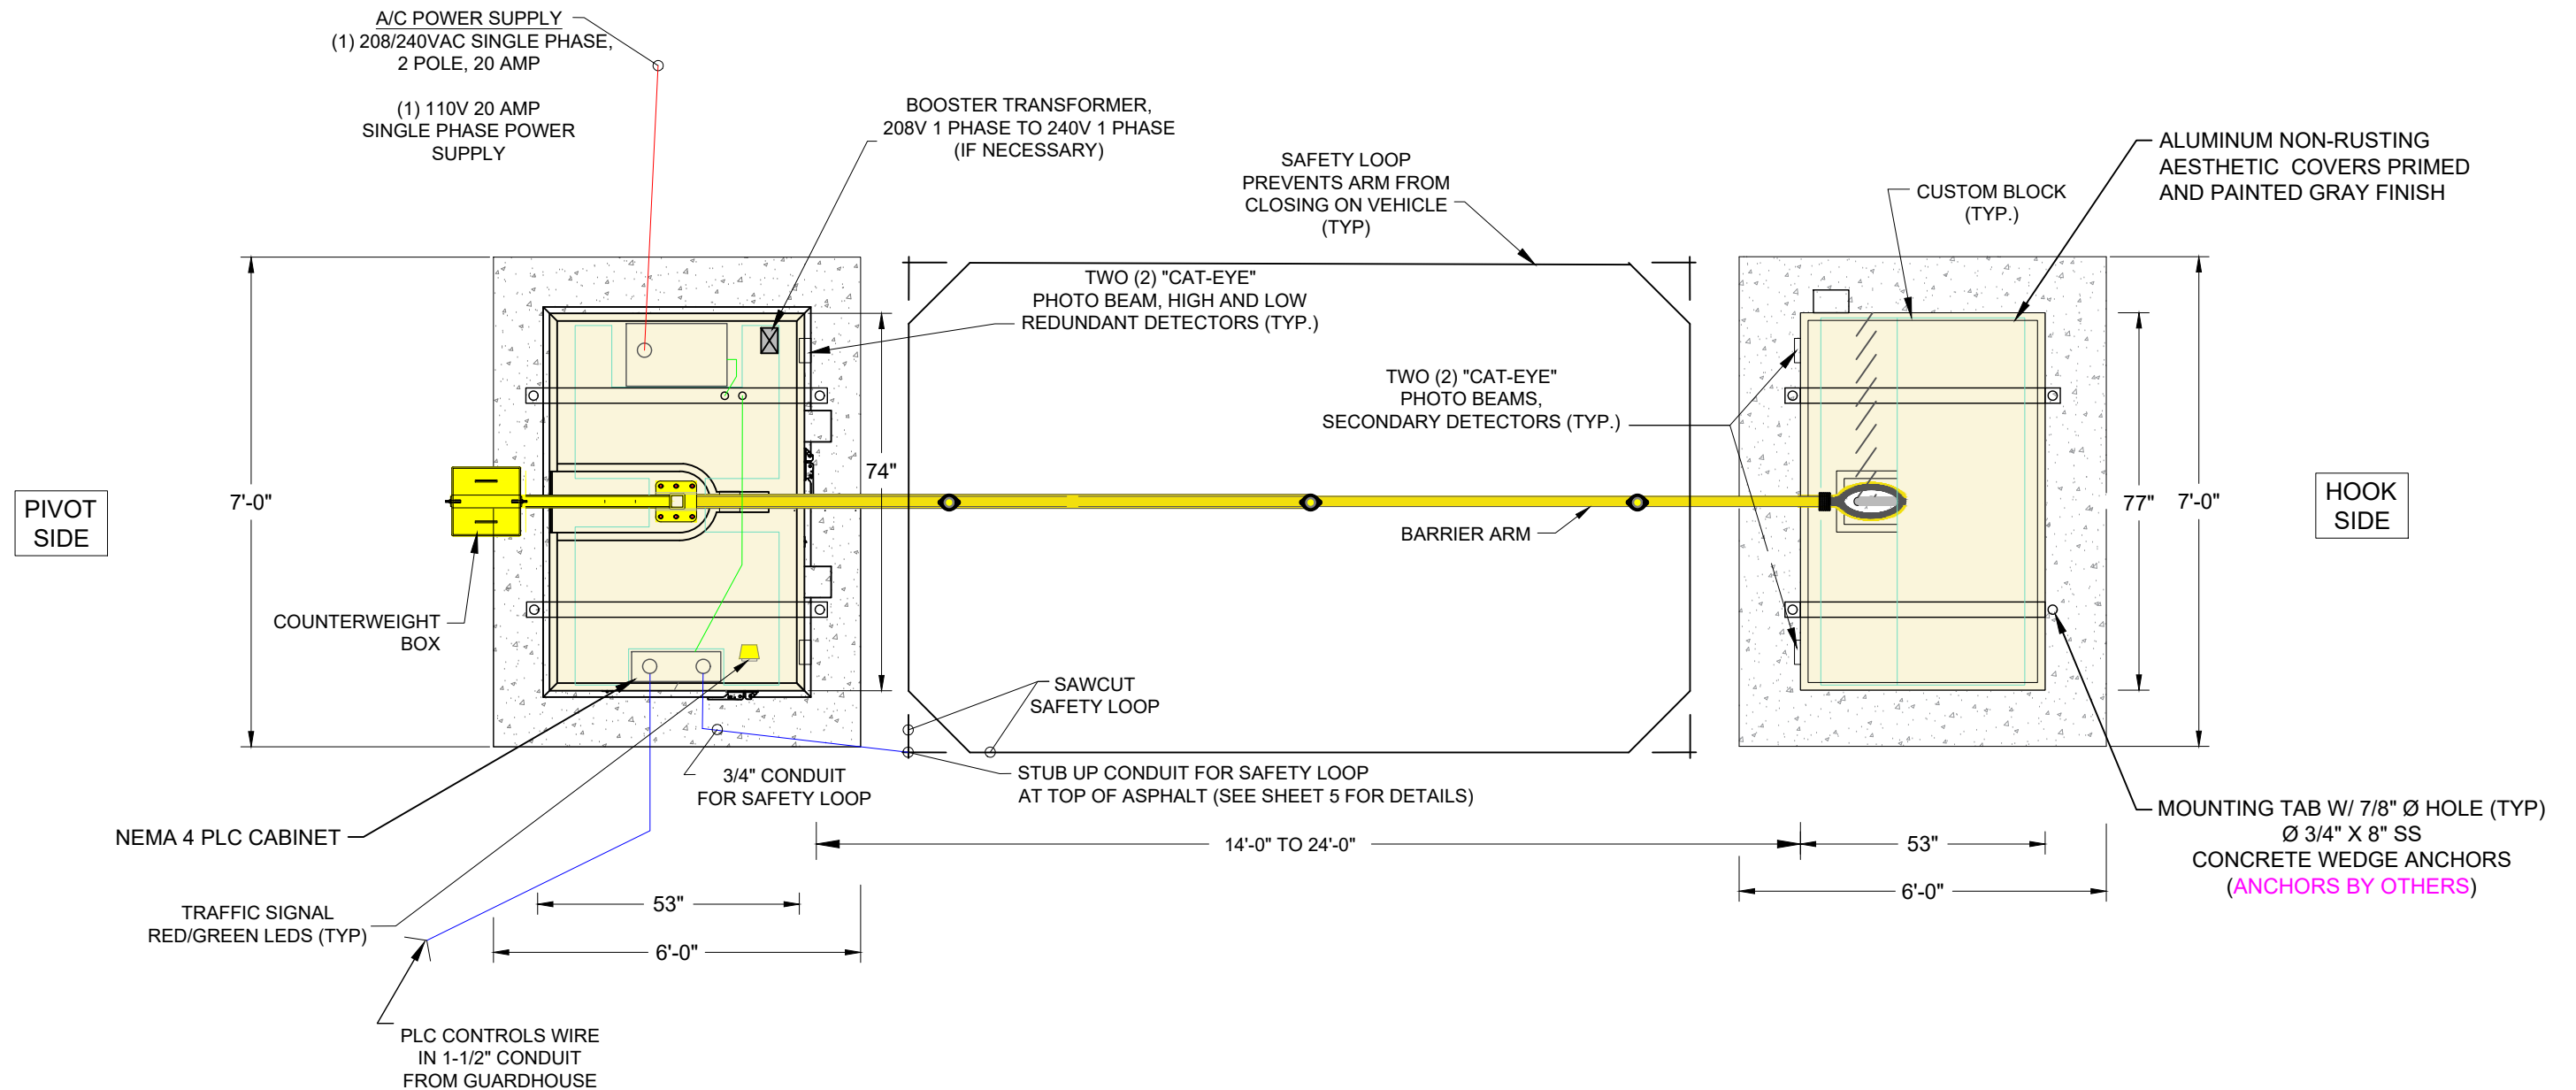 A/C POWER SUPPLY
(1) 208/240VAC SINGLE PHASE,
2 POLE, 20 AMP
(1) 110V 20 AMP
SINGLE PHASE POWER
SUPPLY
BOOSTER TRANSFORMER,
208V 1 PHASE TO 240V 1 PHASE
(IF NECESSARY)
SAFETY LOOP
PREVENTS ARM FROM
CLOSING ON VEHICLE
(TYP)
CUSTOM BLOCK
(TYP.)
ALUMINUM NON-RUSTING
AESTHETIC COVERS PRIMED
AND PAINTED GRAY FINISH
TWO (2) "CAT-EYE"
PHOTO BEAM, HIGH AND LOW
REDUNDANT DETECTORS (TYP.)
TWO (2) "CAT-EYE"
PHOTO BEAMS,
SECONDARY DETECTORS (TYP.)
PIVOT
SIDE
7'-0"
74"
BARRIER ARM
77"
7'-0"
HOOK
SIDE
COUNTERWEIGHT
BOX
SAWCUT
SAFETY LOOP
3/4" CONDUIT
FOR SAFETY LOOP
STUB UP CONDUIT FOR SAFETY LOOP
AT TOP OF ASPHALT (SEE SHEET 5 FOR DETAILS)
NEMA 4 PLC CABINET
14'-0" TO 24'-0"
53"
6'-0"
MOUNTING TAB W/ 7/8" Ø HOLE (TYP)
Ø 3/4" X 8" SS
CONCRETE WEDGE ANCHORS
(ANCHORS BY OTHERS)
TRAFFIC SIGNAL
RED/GREEN LEDS (TYP)
53"
6'-0"
PLC CONTROLS WIRE
IN 1-1/2" CONDUIT
FROM GUARDHOUSE